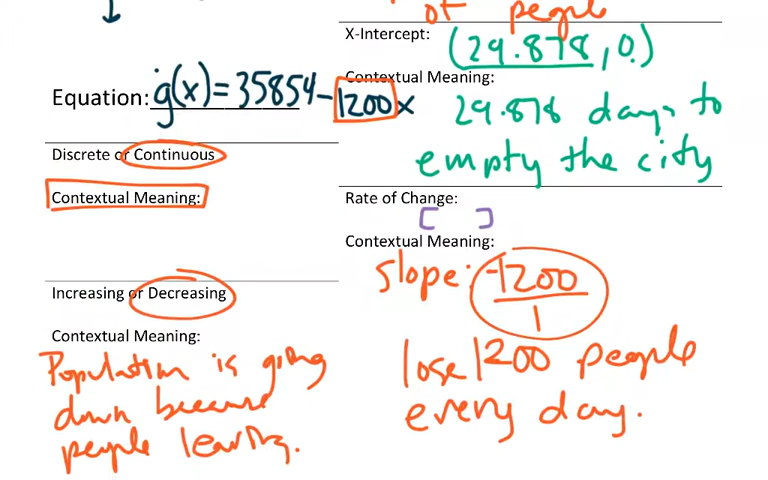 of people
X-Intercept:
(29.878, 0)
Contextual Meaning:
29.878 days to
empty the city
Equation: g(x) = 35854 - 1200x
Discrete or Continuous
Contextual Meaning:
Rate of Change:
[ ]
Contextual Meaning:
slope: -1200
1
lose 1200 people
every day.
Increasing or Decreasing
Contextual Meaning:
Population is going
down because
people leaving.